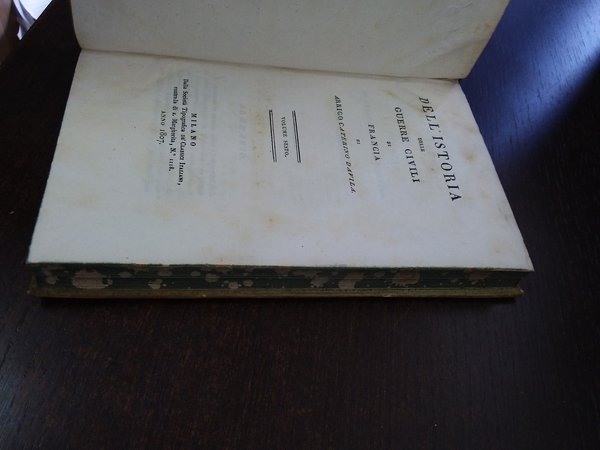 DELL' ISTORIA
DELLE
GUERRE CIVILI
DI
FRANCIA
DI
ARRIGO CATERINO DAVILA.
VOLUME SESTO.
MILANO
Dalla Società Tipografica de' Classici Italiani,
contrada di s. Margherita, N.° 1118.
ANNO 1807.